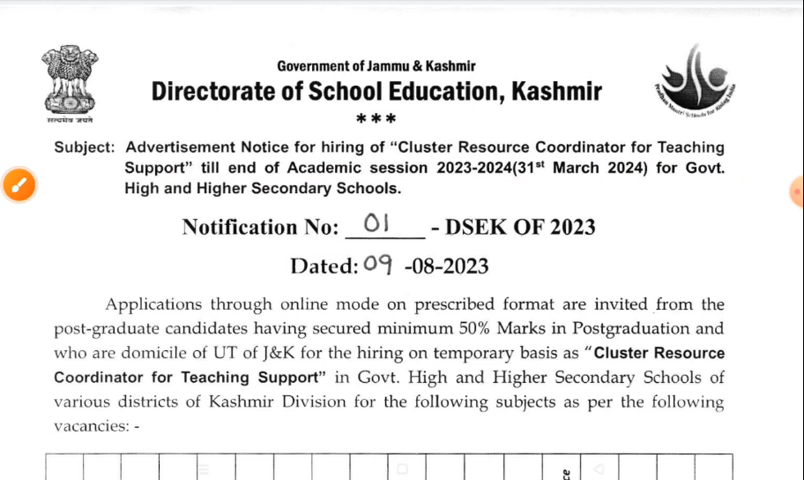 Government of Jammu & Kashmir
Directorate of School Education, Kashmir
***
सत्यमेव जयते
Subject: Advertisement Notice for hiring of “Cluster Resource Coordinator for Teaching
Support” till end of Academic session 2023-2024(31st March 2024) for Govt.
High and Higher Secondary Schools.
Notification No: 01 - DSEK OF 2023
Dated: 09 -08-2023
Applications through online mode on prescribed format are invited from the
post-graduate candidates having secured minimum 50% Marks in Postgraduation and
who are domicile of UT of J&K for the hiring on temporary basis as “Cluster Resource
Coordinator for Teaching Support” in Govt. High and Higher Secondary Schools of
various districts of Kashmir Division for the following subjects as per the following
vacancies: -